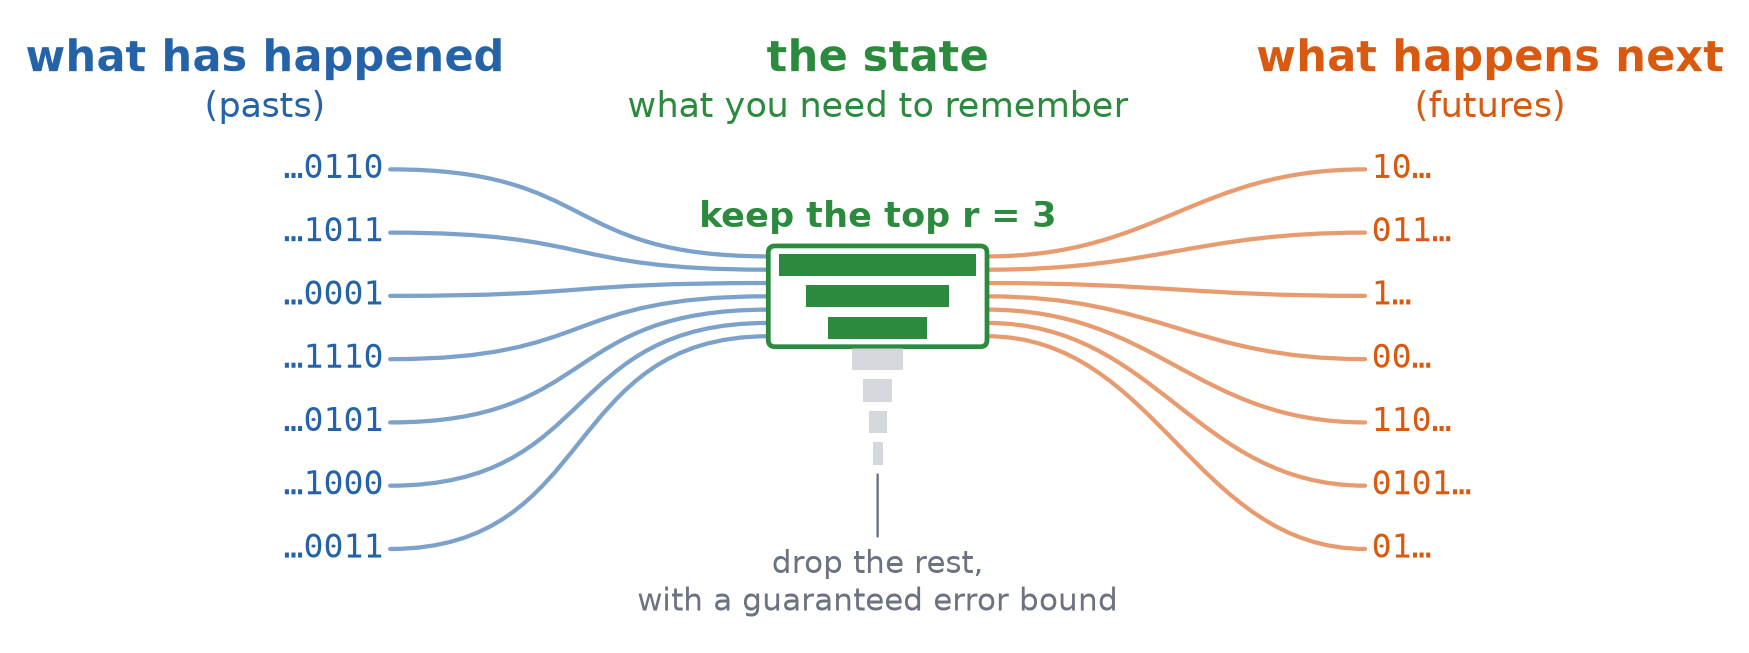 what has happened
(pasts)
…0110
…1011
…0001
…1110
…0101
…1000
…0011
the state
what you need to remember
keep the top r = 3
drop the rest,
with a guaranteed error bound
what happens next
(futures)
10…
011…
1…
00…
110…
0101…
01…